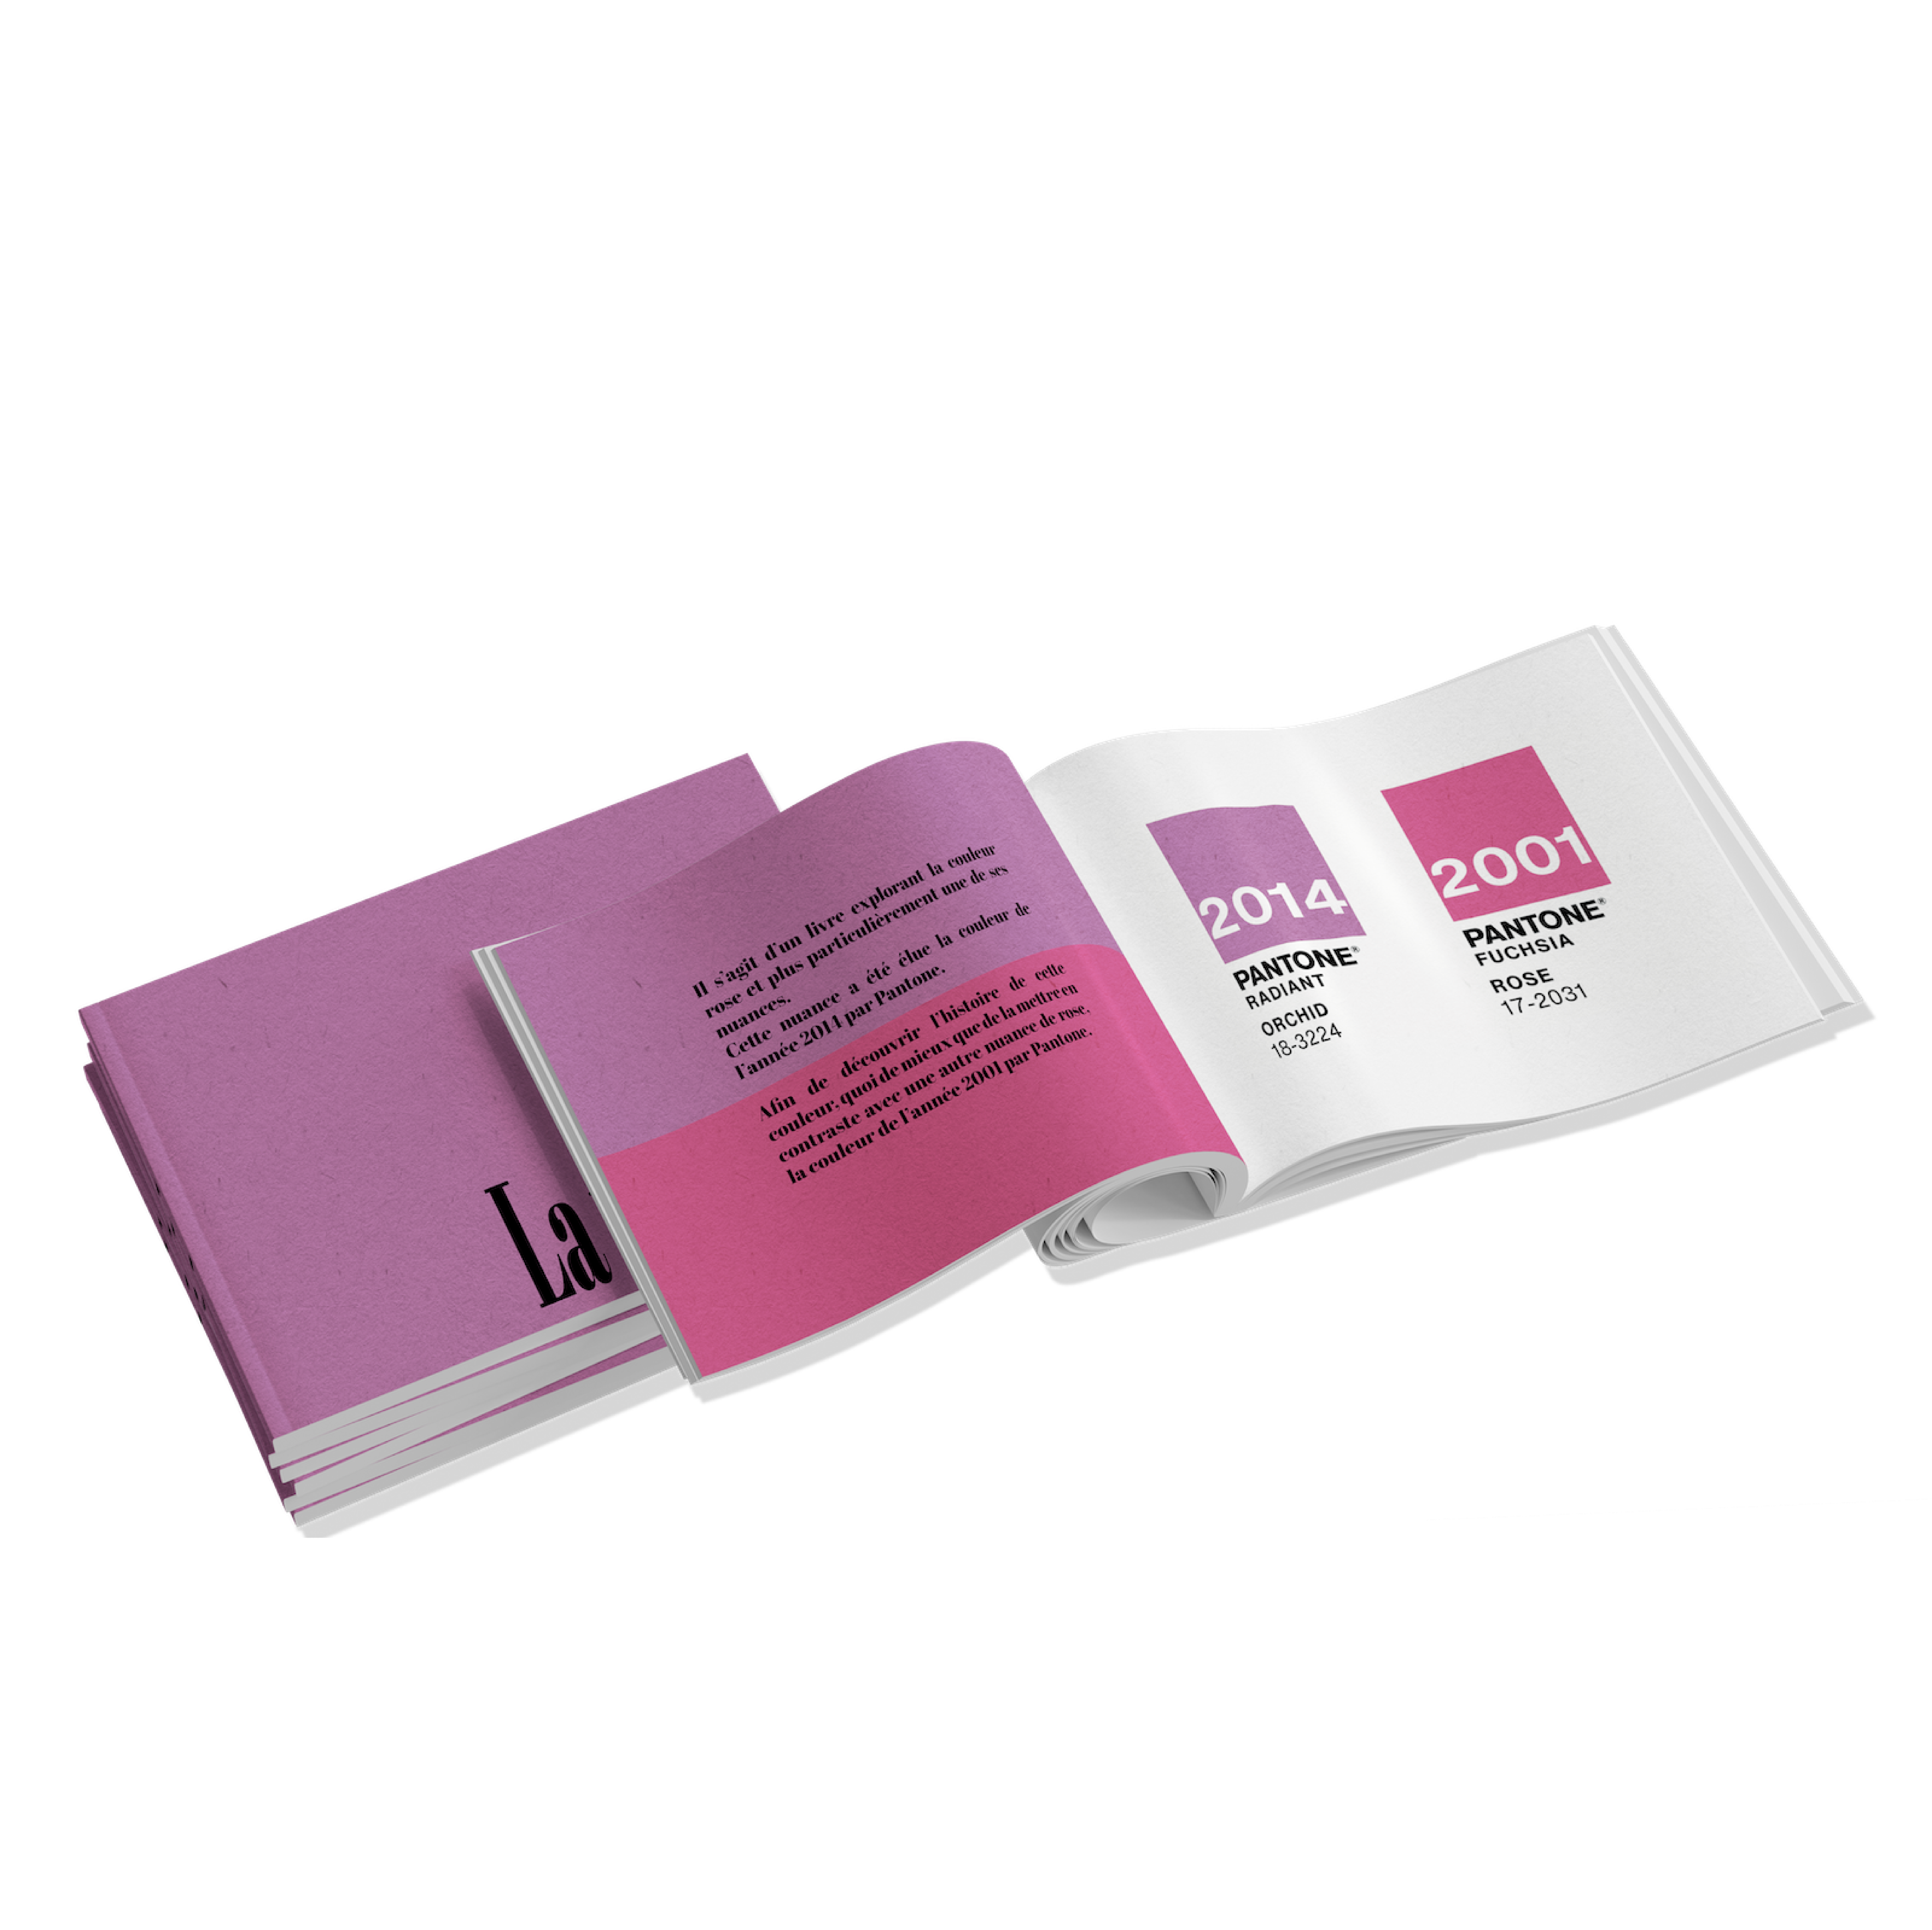 La
Il s'agit d'un livre explorant la couleur
rose et plus particulièrement une de ses
nuances.
Cette nuance a été élue la couleur de
l'année 2014 par Pantone.
Afin de découvrir l'histoire de cette
couleur, quoi de mieux que de la mettre en
contraste avec une autre nuance de rose,
la couleur de l'année 2001 par Pantone.
2014
PANTONE®
RADIANT
ORCHID
18-3224
2001
PANTONE®
FUCHSIA
ROSE
17-2031